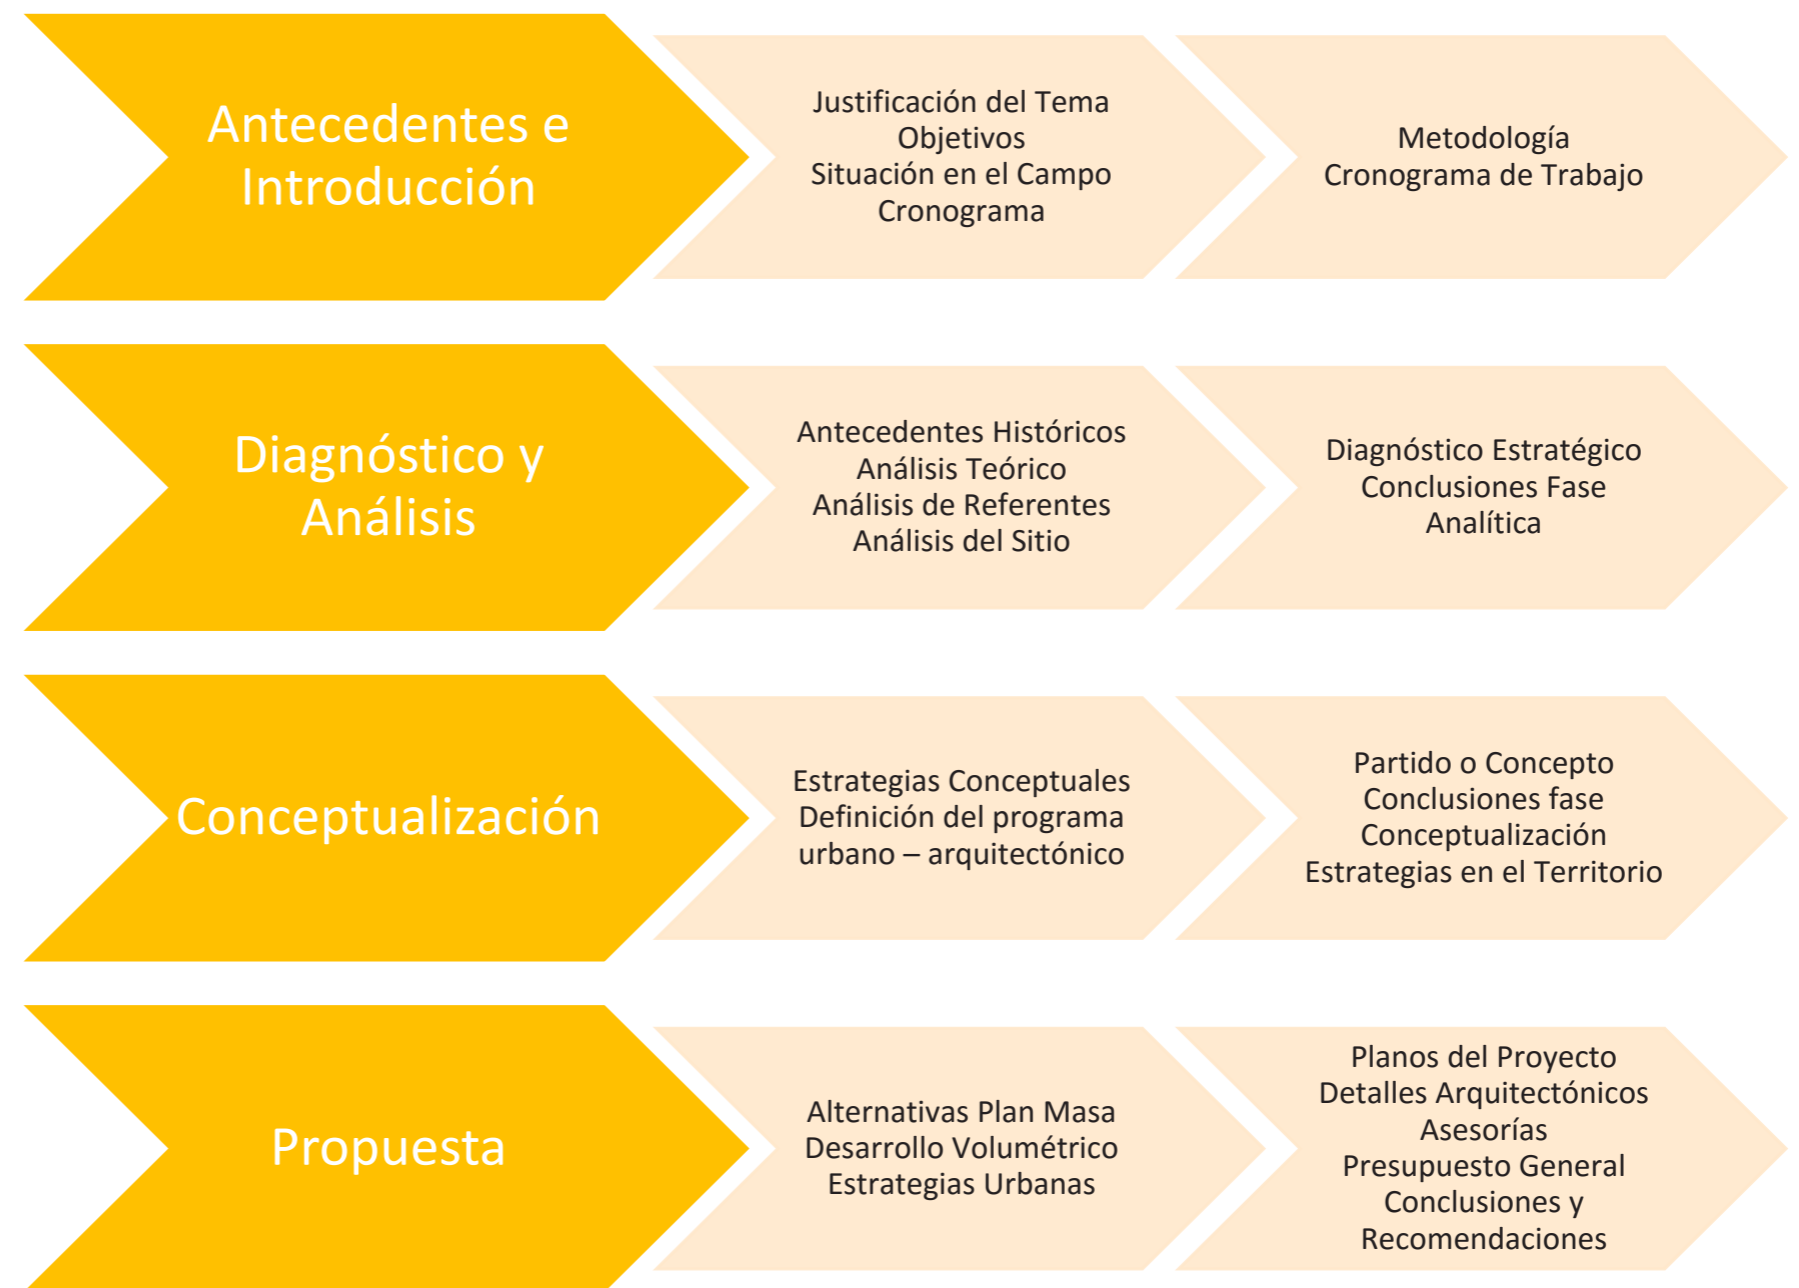 Antecedentes e
Introducción
Justificación del Tema
Objetivos
Situación en el Campo
Cronograma
Metodología
Cronograma de Trabajo
Diagnóstico y
Análisis
Antecedentes Históricos
Análisis Teórico
Análisis de Referentes
Análisis del Sitio
Diagnóstico Estratégico
Conclusiones Fase
Analítica
Conceptualización
Estrategias Conceptuales
Definición del programa
urbano – arquitectónico
Partido o Concepto
Conclusiones fase
Conceptualización
Estrategias en el Territorio
Propuesta
Alternativas Plan Masa
Desarrollo Volumétrico
Estrategias Urbanas
Planos del Proyecto
Detalles Arquitectónicos
Asesorías
Presupuesto General
Conclusiones y
Recomendaciones